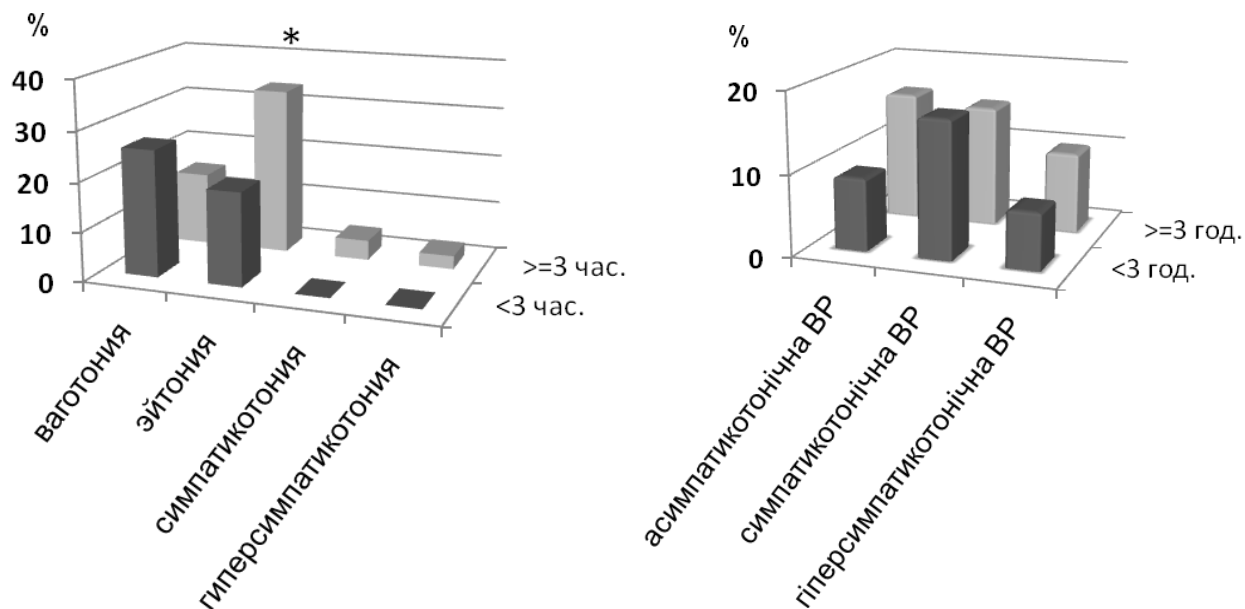 %
*
40
30
20
10
0
>=3 час.
<3 час.
ваготония
эйтония
симпатикотония
гиперсимпатикотония
%
20
10
0
>=3 год.
<3 год.
асимпатикотонічна ВР
симпатикотонічна ВР
гіперсимпатикотонічна ВР